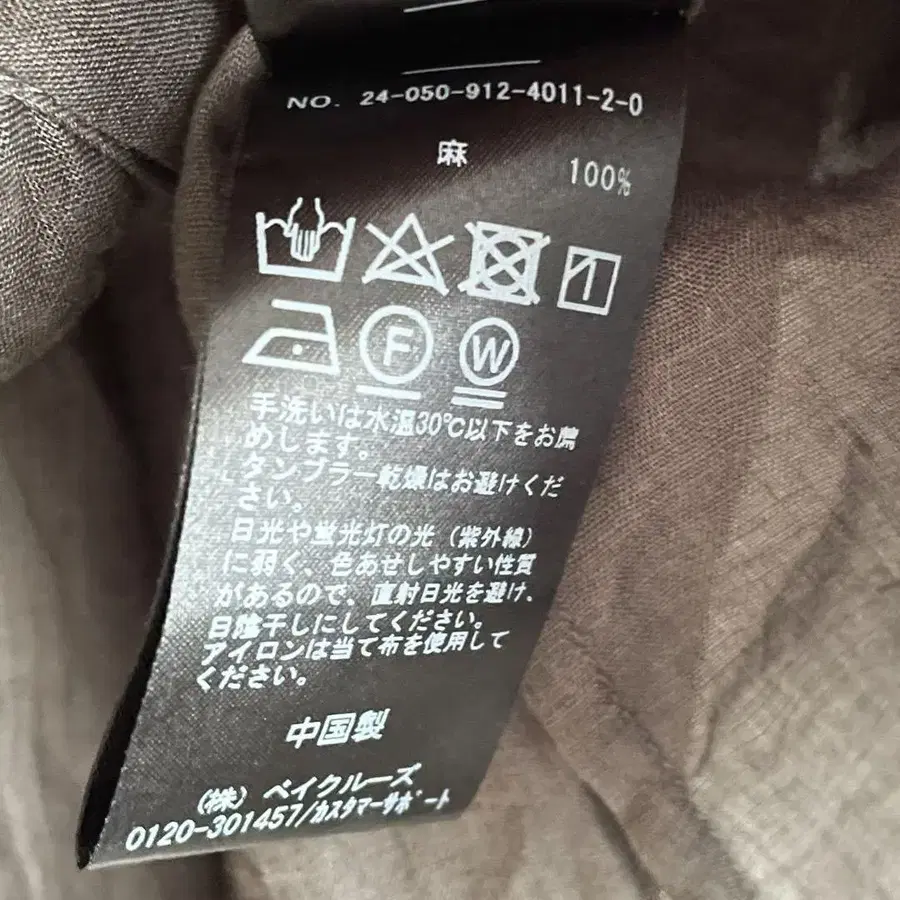 NO. 24-050-912-4011-2-0
麻
100%
F W
手洗いは水温30℃以下をお薦
めします。
タンブラー乾燥はお避けくだ
さい。
日光や蛍光灯の光(紫外線)
に弱く、色あせしやすい性質
があるので、直射日光を避け、
日陰干しにしてください。
アイロンは当て布を使用して
ください。
中国製
(株) ベイクルーズ
0120-301457/カスタマーサポート